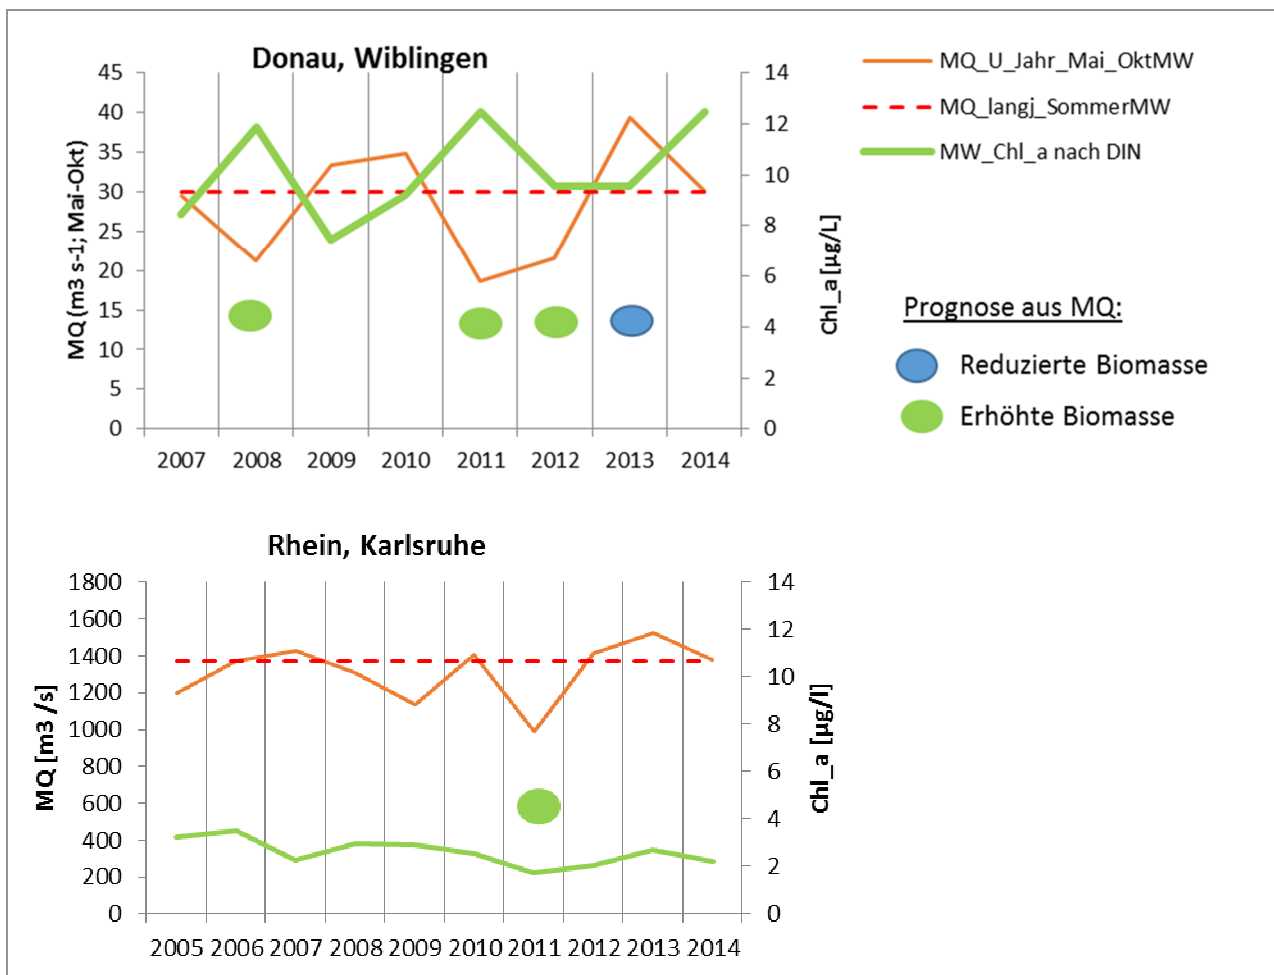 Donau, Wiblingen
MQ_U_Jahr_Mai_OktMW
MQ_langj_SommerMW
MW_Chl_a nach DIN
MQ (m3 s-1; Mai-Okt)
45
40
35
30
25
20
15
10
5
0
14
12
10
8
6
4
2
0
Chl_a [µg/L]
2007 2008 2009 2010 2011 2012 2013 2014
Prognose aus MQ:
Reduzierte Biomasse
Erhöhte Biomasse
Rhein, Karlsruhe
MQ [m3 /s]
1800
1600
1400
1200
1000
800
600
400
200
0
14
12
10
8
6
4
2
0
Chl_a [µg/l]
2005 2006 2007 2008 2009 2010 2011 2012 2013 2014